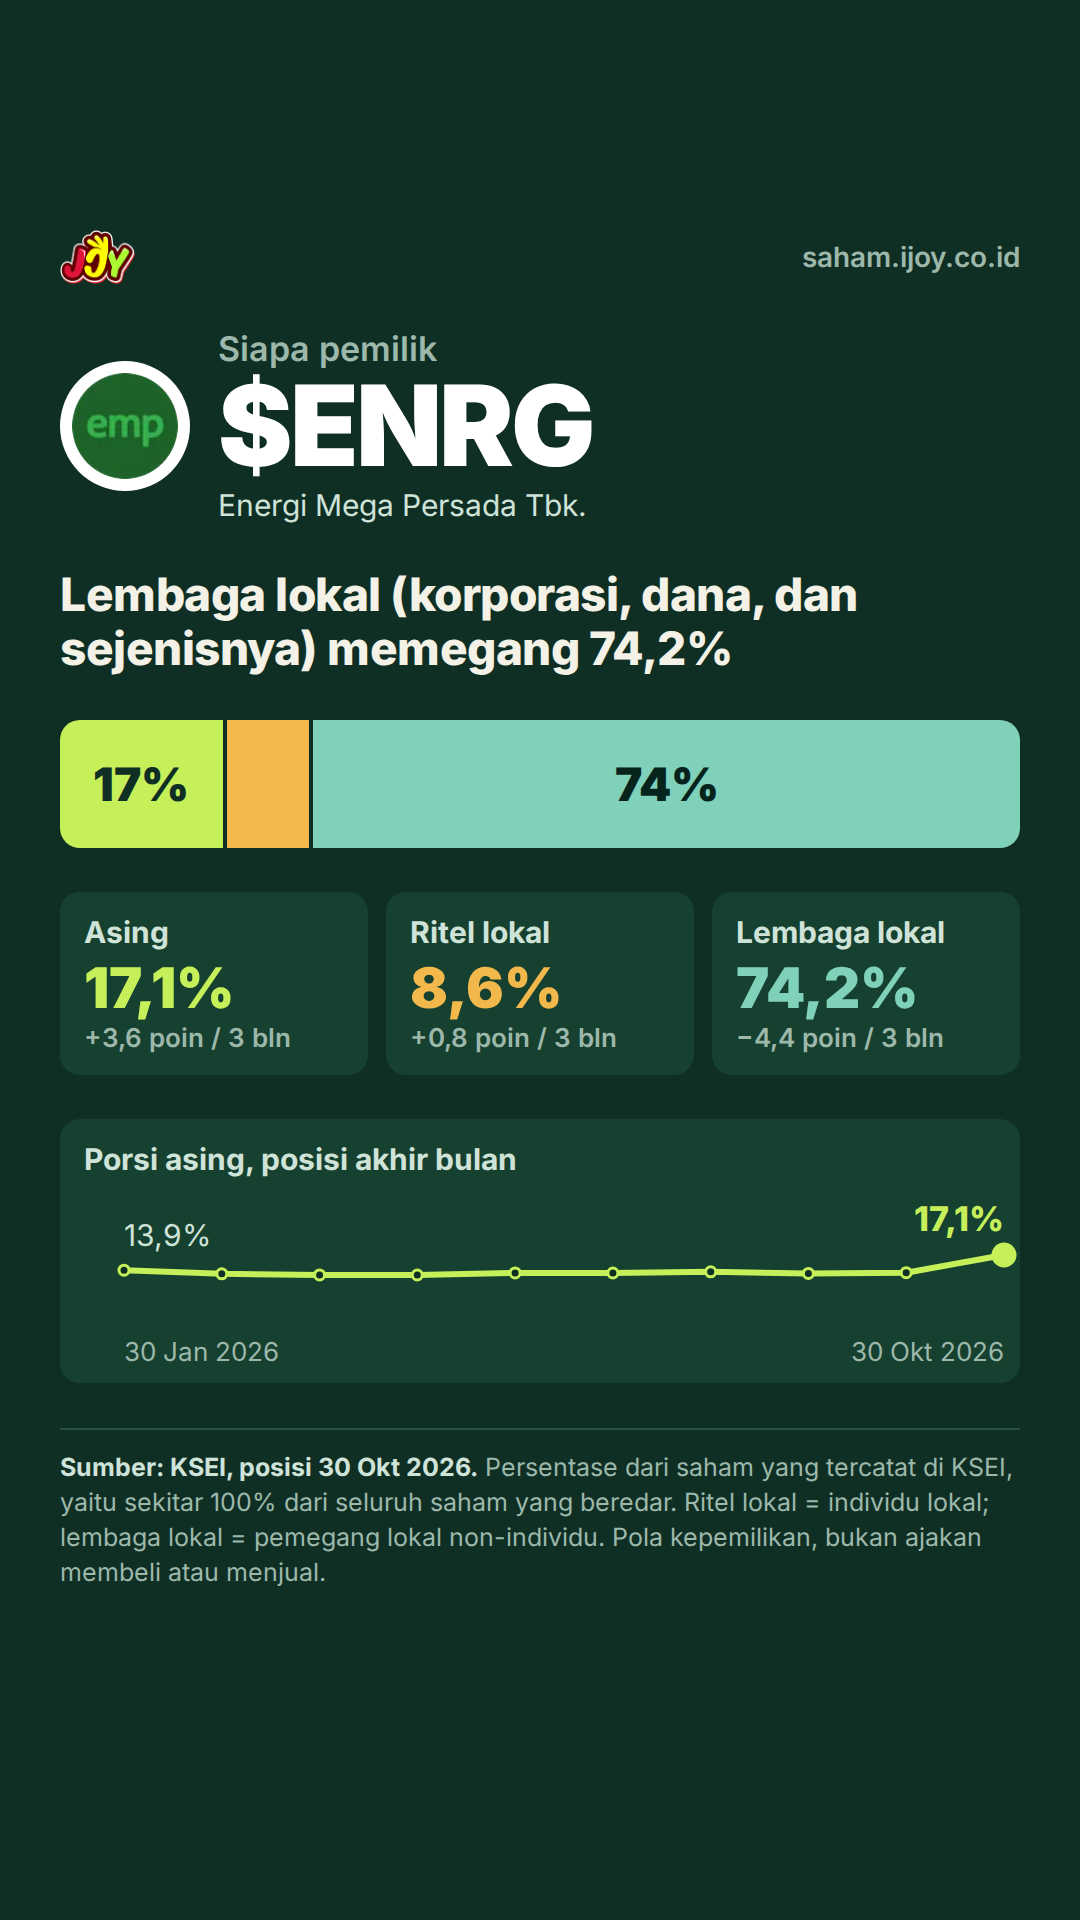 JOY
saham.ijoy.co.id
Siapa pemilik
emp
$ENRG
Energi Mega Persada Tbk.
Lembaga lokal (korporasi, dana, dan
sejenisnya) memegang 74,2%
17%
74%
Asing
17,1%
+3,6 poin / 3 bln
Ritel lokal
8,6%
+0,8 poin / 3 bln
Lembaga lokal
74,2%
−4,4 poin / 3 bln
Porsi asing, posisi akhir bulan
13,9%
17,1%
30 Jan 2026
30 Okt 2026
Sumber: KSEI, posisi 30 Okt 2026. Persentase dari saham yang tercatat di KSEI,
yaitu sekitar 100% dari seluruh saham yang beredar. Ritel lokal = individu lokal;
lembaga lokal = pemegang lokal non-individu. Pola kepemilikan, bukan ajakan
membeli atau menjual.